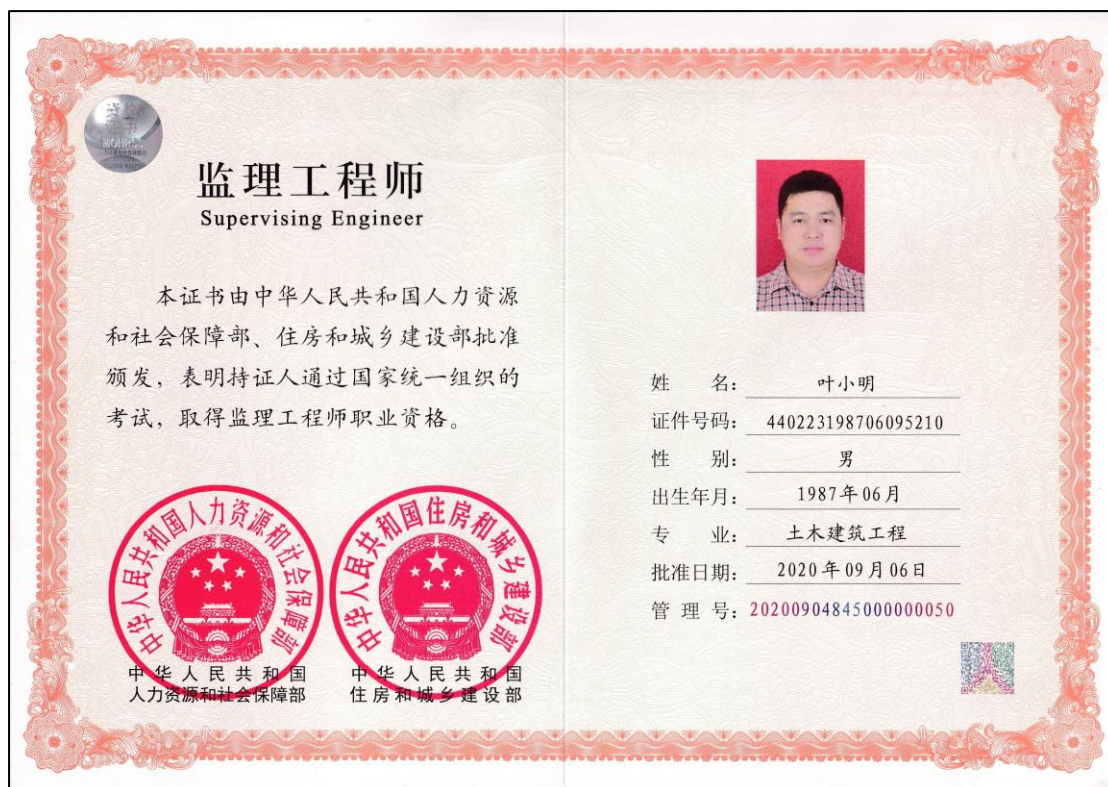 监理工程师
Supervising Engineer
本证书由中华人民共和国人力资源
和社会保障部、住房和城乡建设部批准
颁发，表明持证人通过国家统一组织的
考试，取得监理工程师职业资格。
中华人民共和国人力资源和社会保障部
中华人民共和国
人力资源和社会保障部
中华人民共和国住房和城乡建设部
中华人民共和国
住房和城乡建设部
姓 名： 叶小明
证件号码： 440223198706095210
性 别： 男
出生年月： 1987年06月
专 业： 土木建筑工程
批准日期： 2020年09月06日
管 理 号： 20200904845000000050